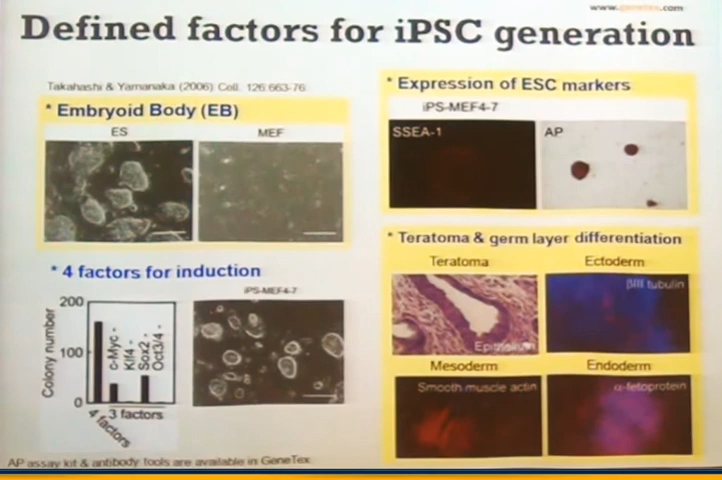 www.genetex.com
Defined factors for iPSC generation
Takahashi & Yamanaka (2006) Cell. 126:663-76
* Embryoid Body (EB)
ES
MEF
* 4 factors for induction
iPS-MEF4-7
Colony number
200
100
0
c-Myc -
Klf4 -
Sox2 -
Oct3/4 -
4 factors
3 factors
* Expression of ESC markers
iPS-MEF4-7
SSEA-1
AP
* Teratoma & germ layer differentiation
Teratoma
Ectoderm
Epithelium
βIII tubulin
Mesoderm
Endoderm
Smooth muscle actin
α-fetoprotein
AP assay kit & antibody tools are available in GeneTex